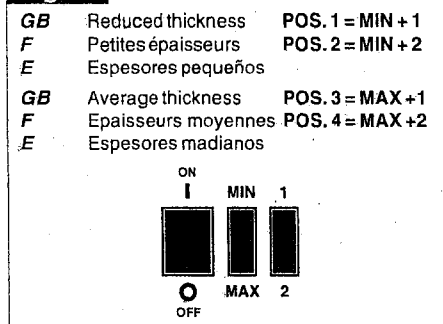 GB Reduced thickness POS. 1 = MIN + 1
F Petites épaisseurs POS. 2 = MIN + 2
E Espesores pequeños
GB Average thickness POS. 3 = MAX +1
F Epaisseurs moyennes POS. 4 = MAX +2
E Espesores madianos
ON
I MIN 1
O MAX 2
OFF